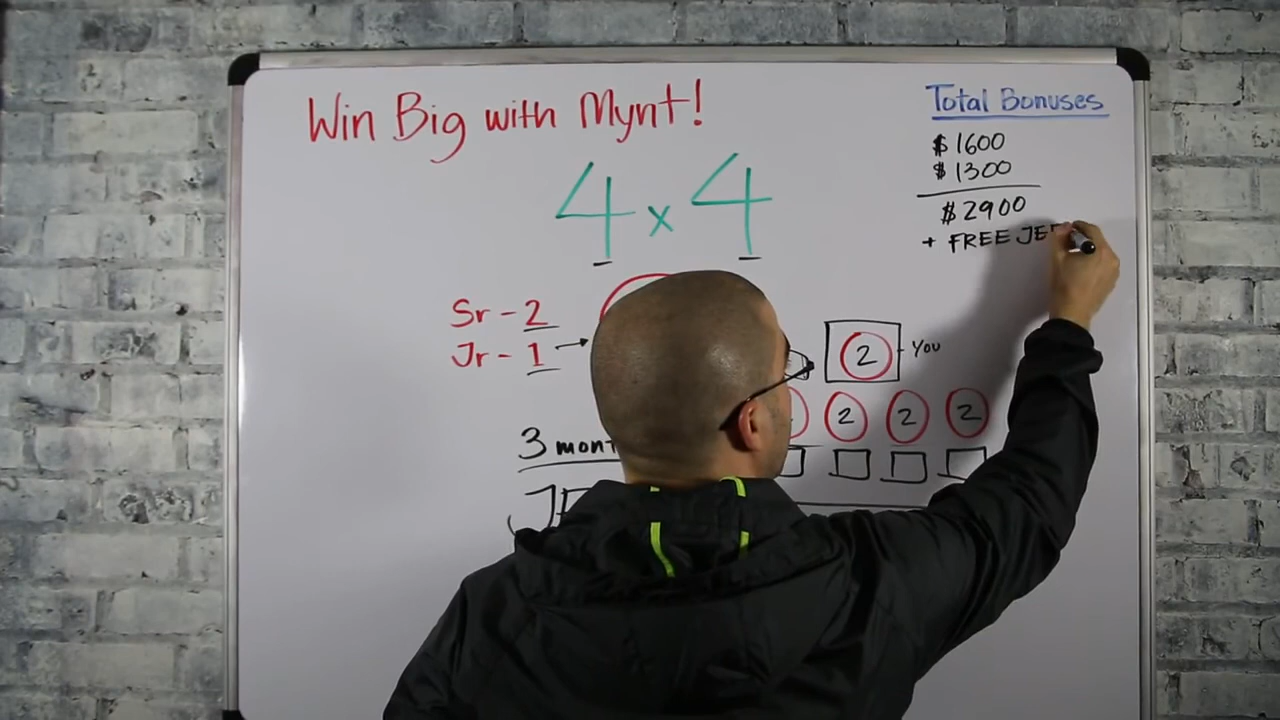 Win Big with Mynt!
4 x 4
Total Bonuses
$1600
$1300
$2900
+ FREE JEE
Sr - 2
Jr - 1
2
You
2 2 2
3 mont